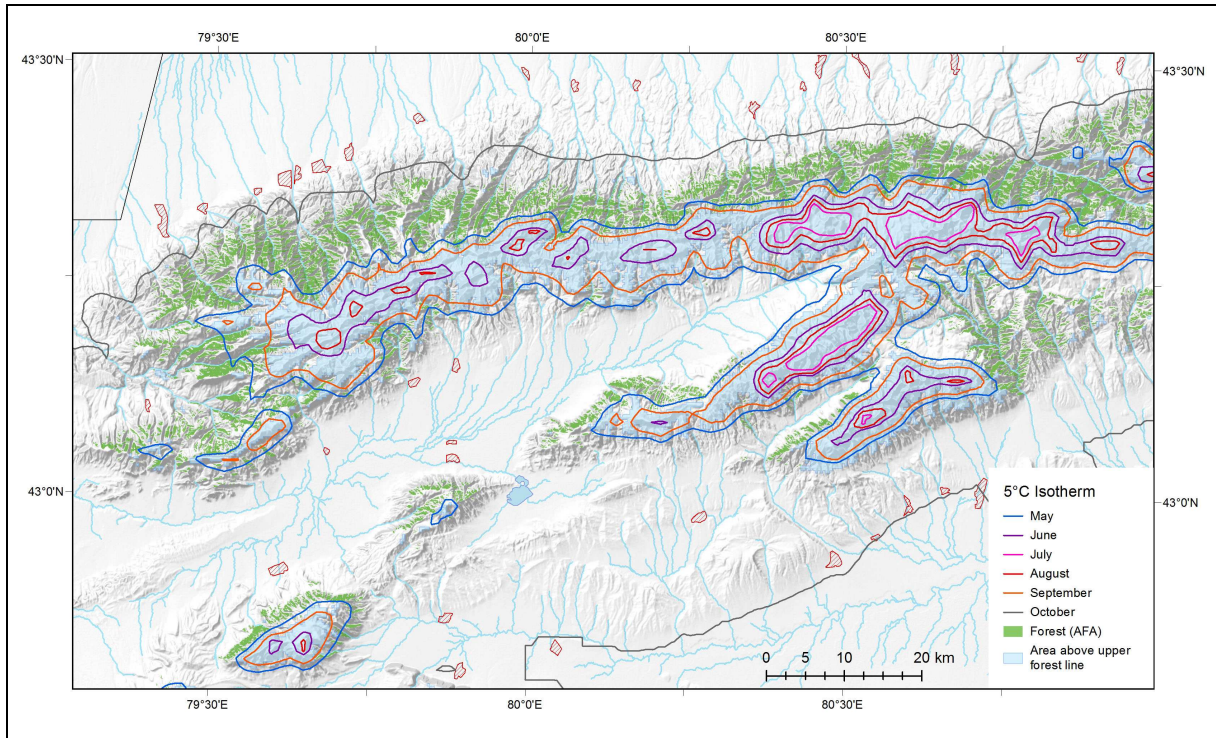 79°30'E 80°0'E 80°30'E
43°30'N
43°30'N
43°0'N
43°0'N
5°C Isotherm
May
June
July
August
September
October
Forest (AFA)
Area above upper
forest line
0 5 10 20 km
79°30'E 80°0'E 80°30'E